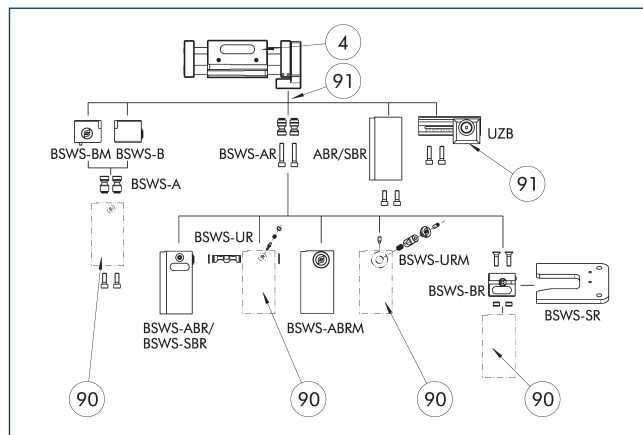 4
91
BSWS-BM BSWS-B
BSWS-AR
ABR/SBR
UZB
91
BSWS-A
BSWS-UR
BSWS-URM
BSWS-BR
BSWS-SR
BSWS-ABR/
BSWS-SBR
BSWS-ABRM
90
90
90
90